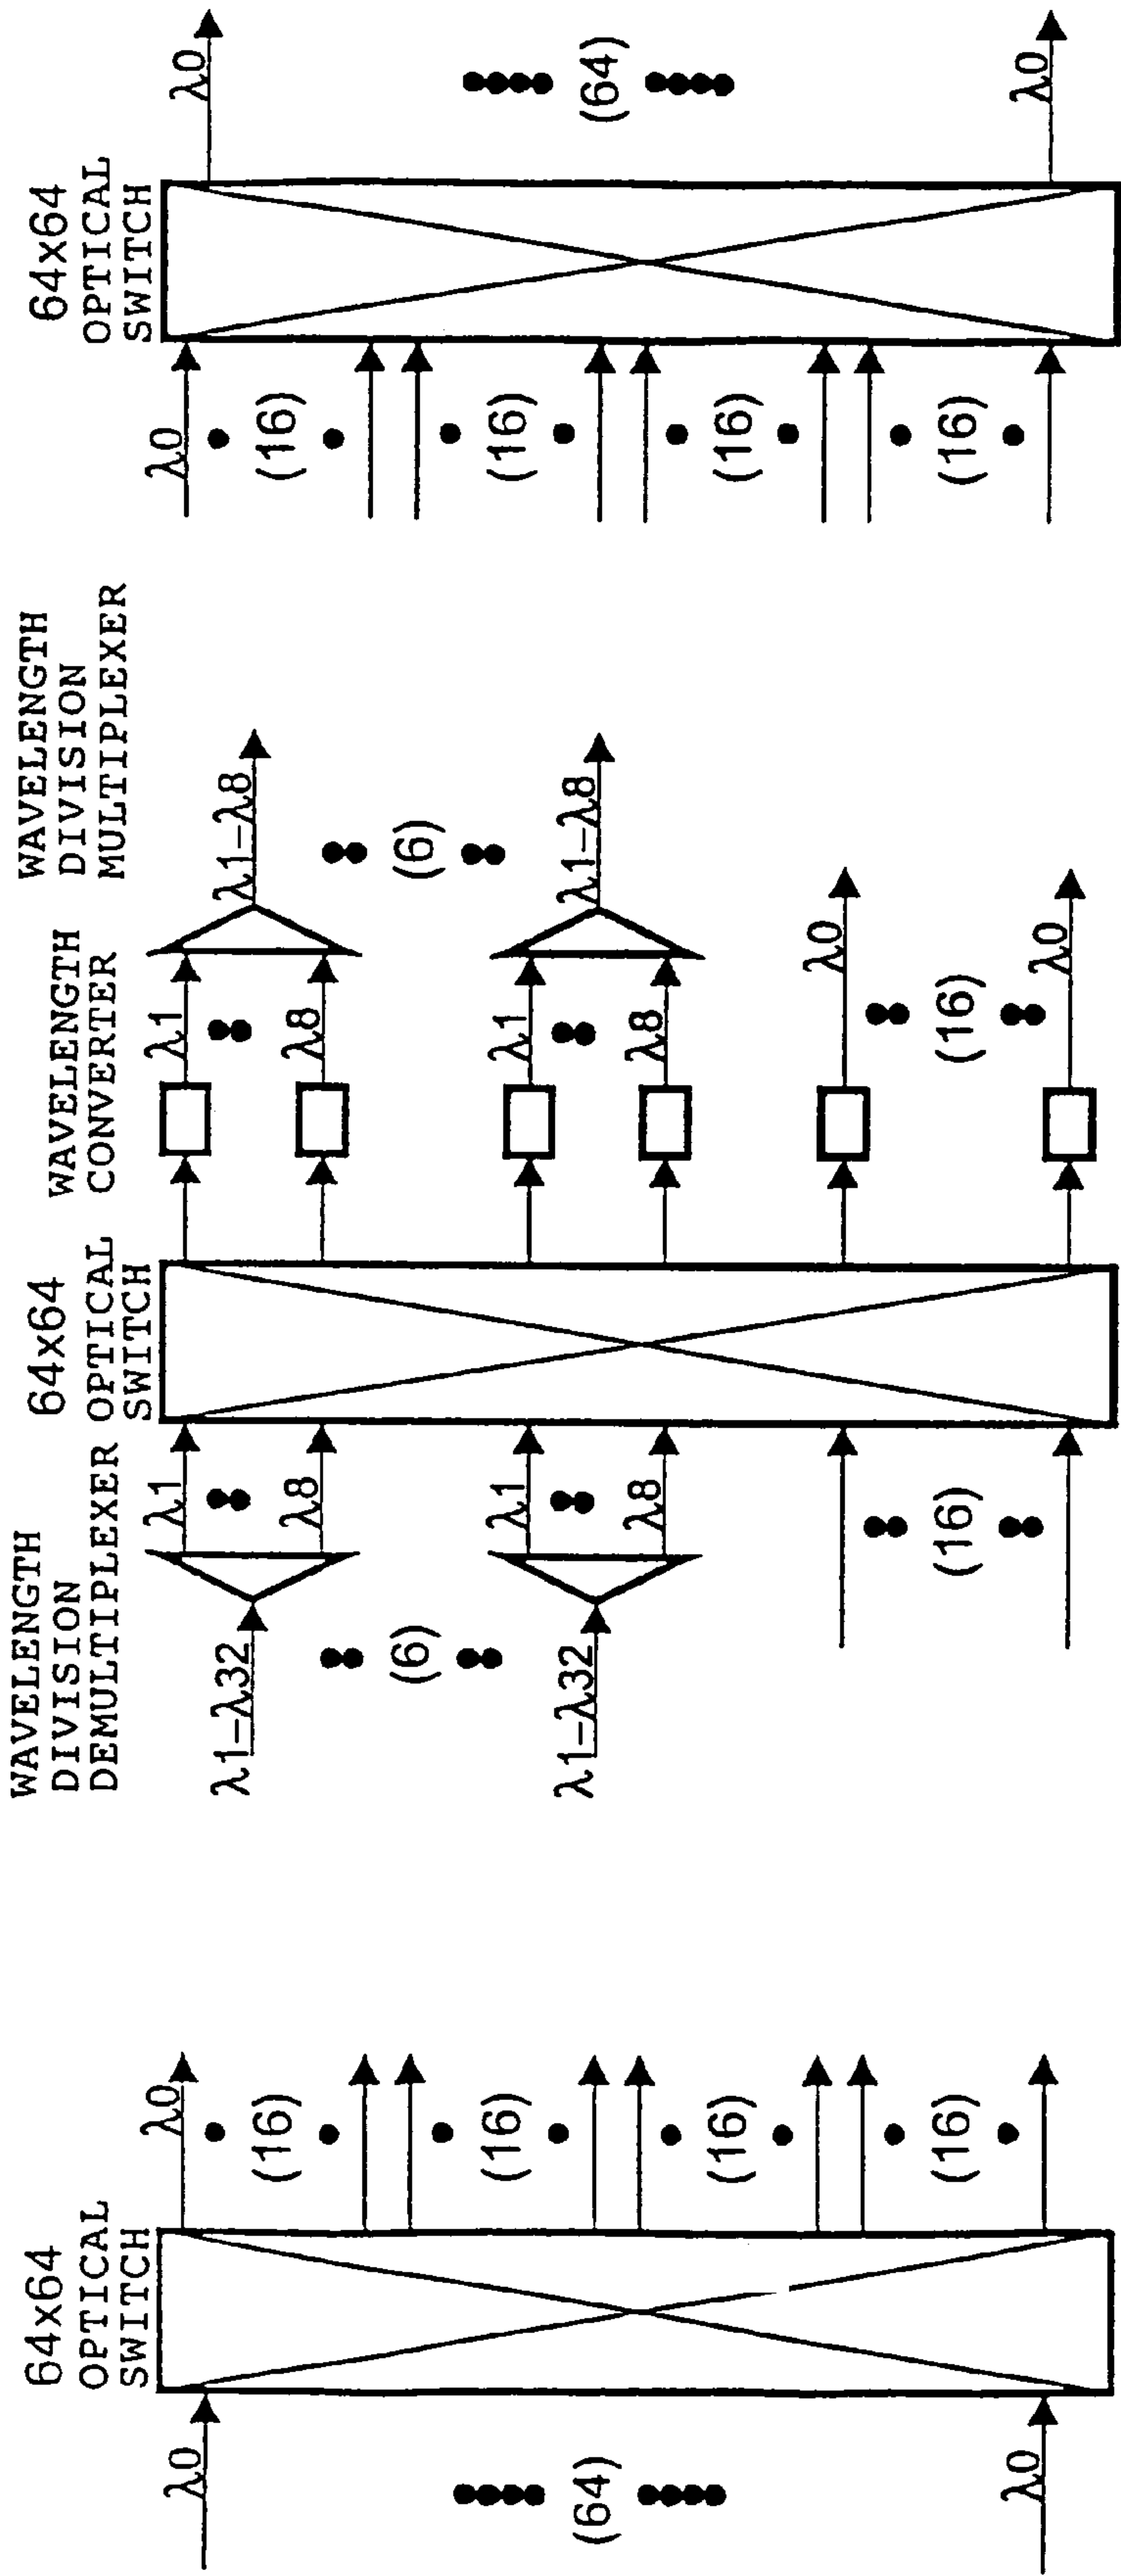 64x64
OPTICAL
SWITCH
λ0
(64)
λ0
λ0
(16)
(16)
(16)
(16)
WAVELENGTH
DIVISION
DEMULTIPLEXER
λ1-λ32
(6)
λ1-λ32
λ1
λ8
λ1
λ8
(16)
64x64
OPTICAL
SWITCH
WAVELENGTH
CONVERTER
λ1
λ8
λ1
λ8
WAVELENGTH
DIVISION
MULTIPLEXER
λ1-λ8
(6)
λ1-λ8
λ0
(16)
λ0
64x64
OPTICAL
SWITCH
λ0
(16)
(16)
(16)
(16)
λ0
(64)
λ0